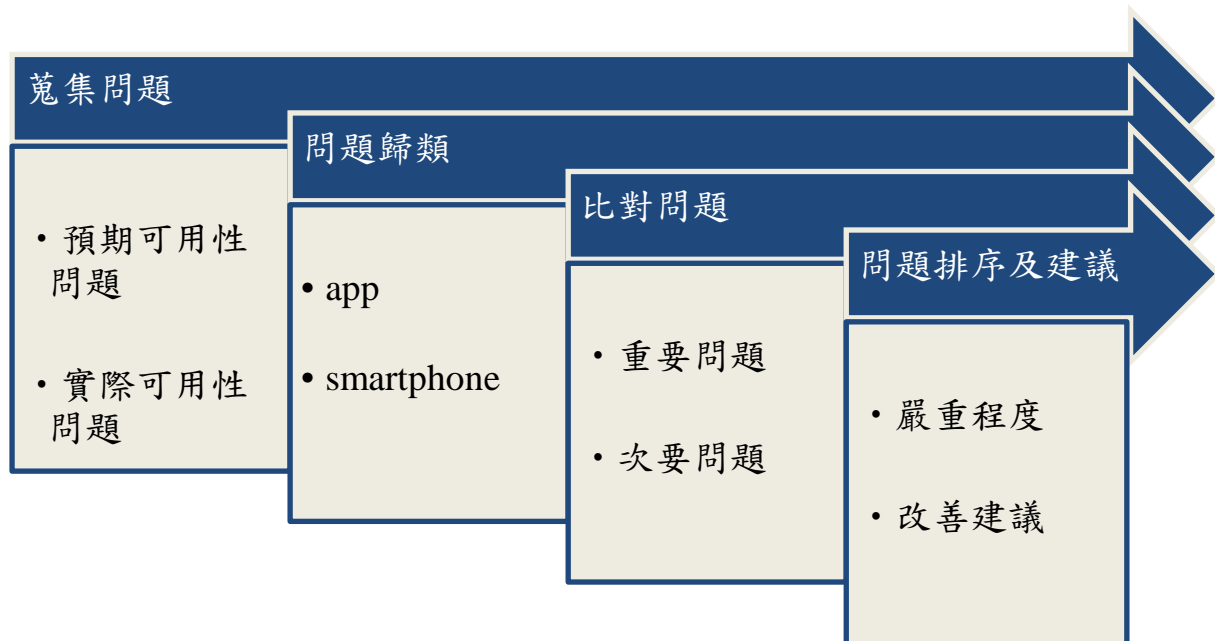 蒐集問題
・預期可用性
問題
・實際可用性
問題
問題歸類
• app
• smartphone
比對問題
・重要問題
・次要問題
問題排序及建議
・嚴重程度
・改善建議